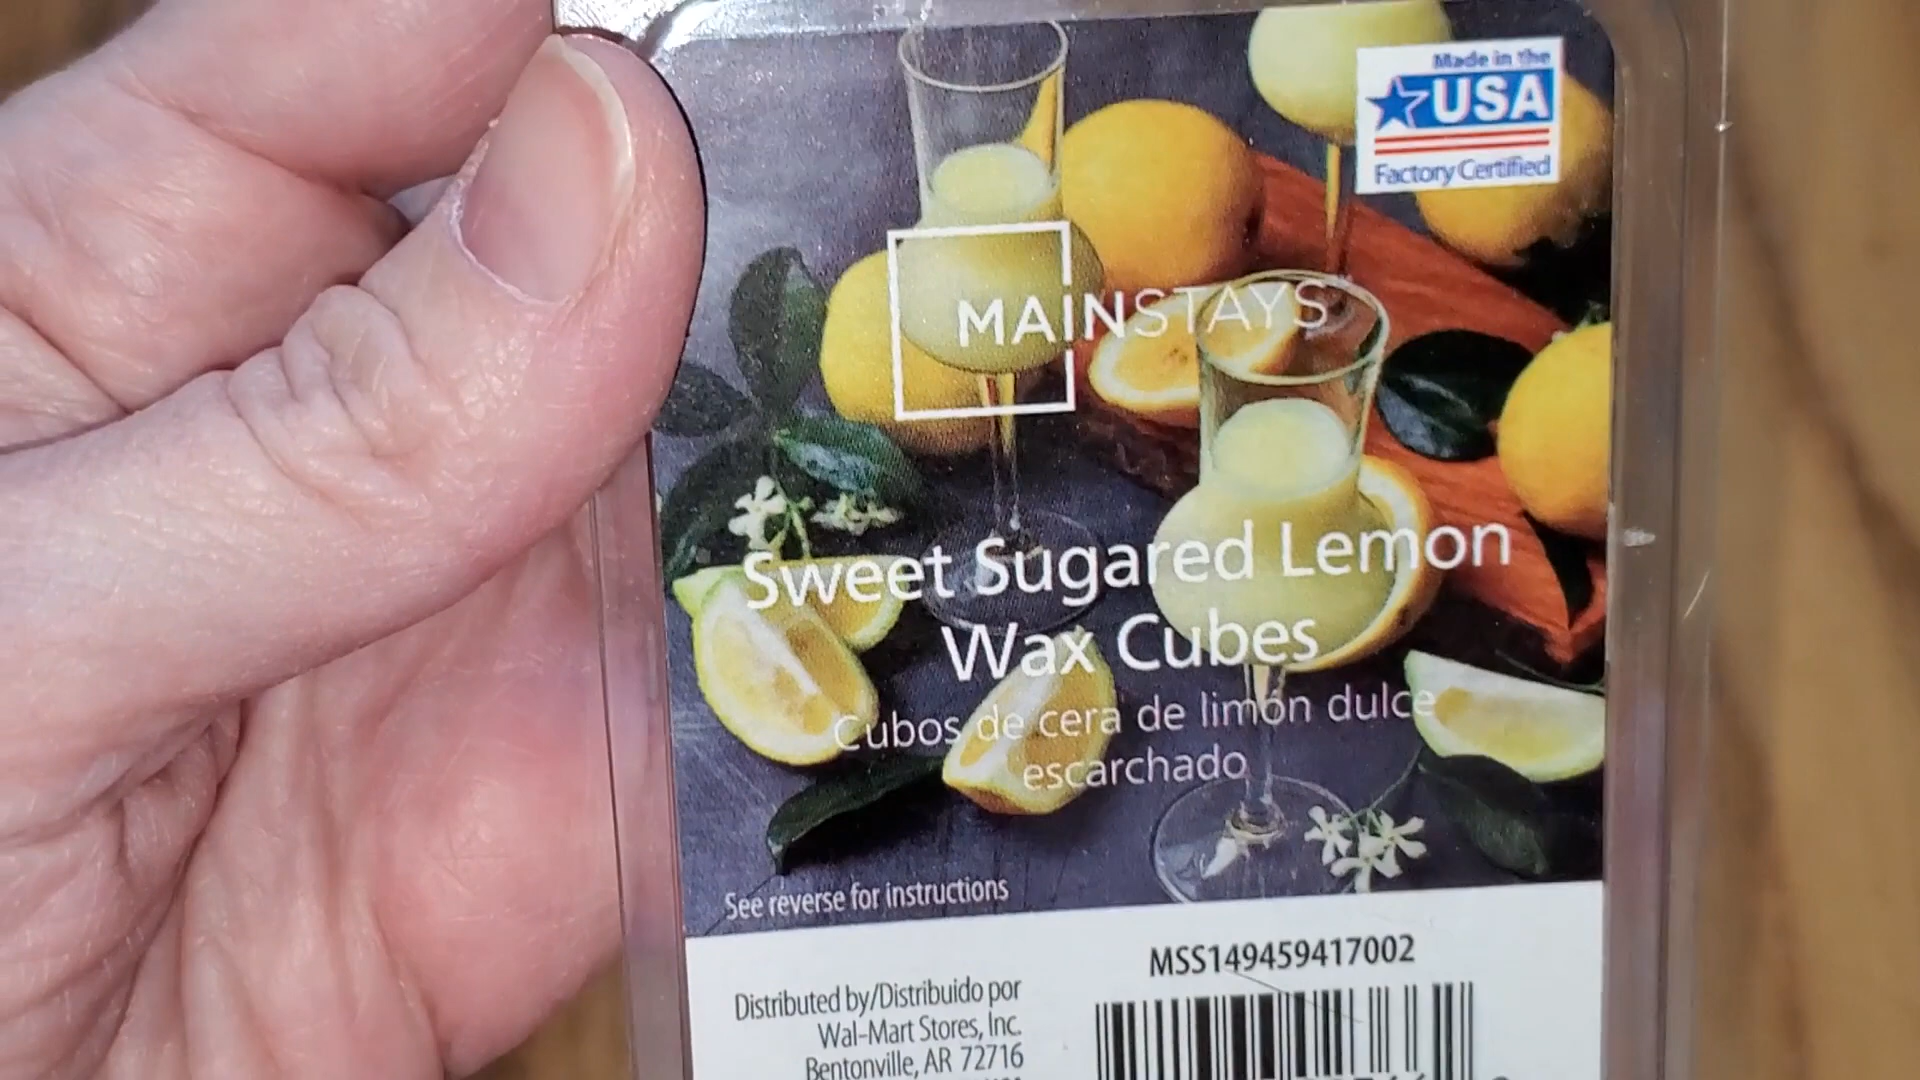 Made in the
USA
Factory Certified
MAINSTAYS
Sweet Sugared Lemon
Wax Cubes
Cubos de cera de limón dulce
escarchado
See reverse for instructions
MSS149459417002
Distributed by/Distribuido por
Wal-Mart Stores, Inc.
Bentonville, AR 72716